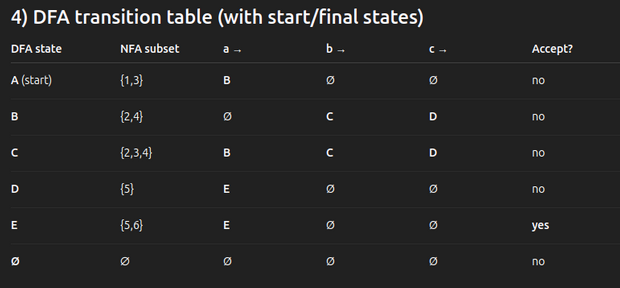 4) DFA transition table (with start/final states)
DFA state NFA subset a → b → c → Accept?
A (start) {1,3} B Ø Ø no
B {2,4} Ø C D no
C {2,3,4} B C D no
D {5} E Ø Ø no
E {5,6} E Ø Ø yes
Ø Ø Ø Ø Ø no